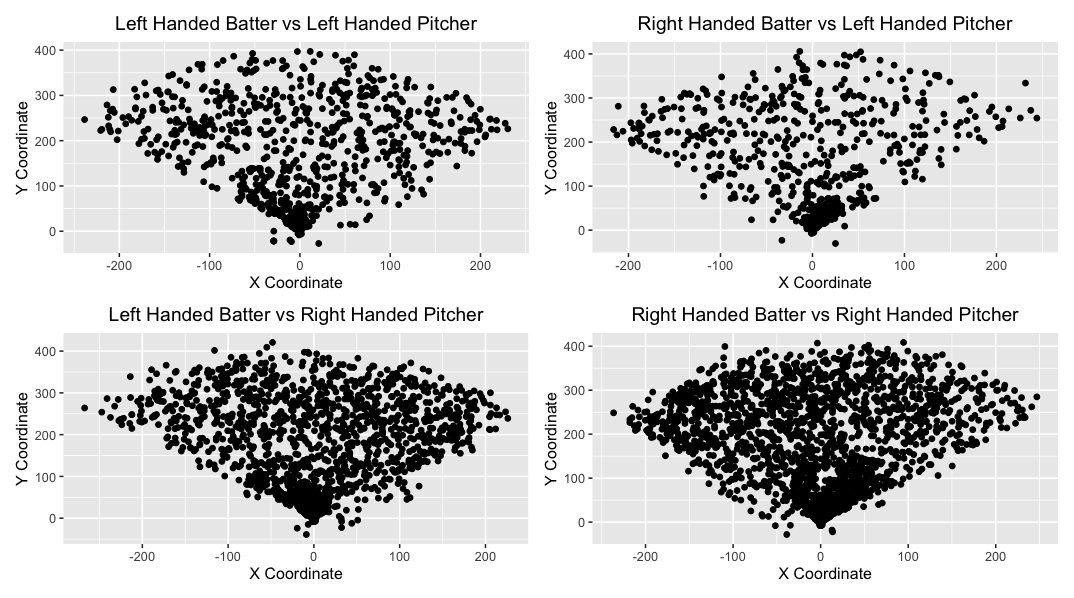 Left Handed Batter vs Left Handed Pitcher
400
300
200
100
0
Y Coordinate
-200 -100 0 100 200
X Coordinate
Right Handed Batter vs Left Handed Pitcher
400
300
200
100
0
Y Coordinate
-200 -100 0 100 200
X Coordinate
Left Handed Batter vs Right Handed Pitcher
400
300
200
100
0
Y Coordinate
-200 -100 0 100 200
X Coordinate
Right Handed Batter vs Right Handed Pitcher
400
300
200
100
0
Y Coordinate
-200 -100 0 100 200
X Coordinate